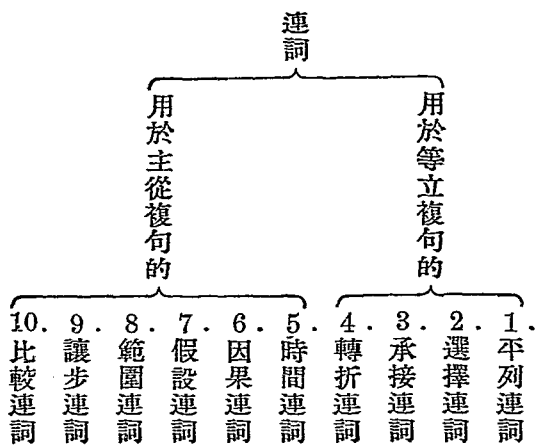 連詞
用於等立複句的
1.平列連詞
2.選擇連詞
3.承接連詞
4.轉折連詞
用於主從複句的
5.時間連詞
6.因果連詞
7.假設連詞
8.範圍連詞
9.讓步連詞
10.比較連詞